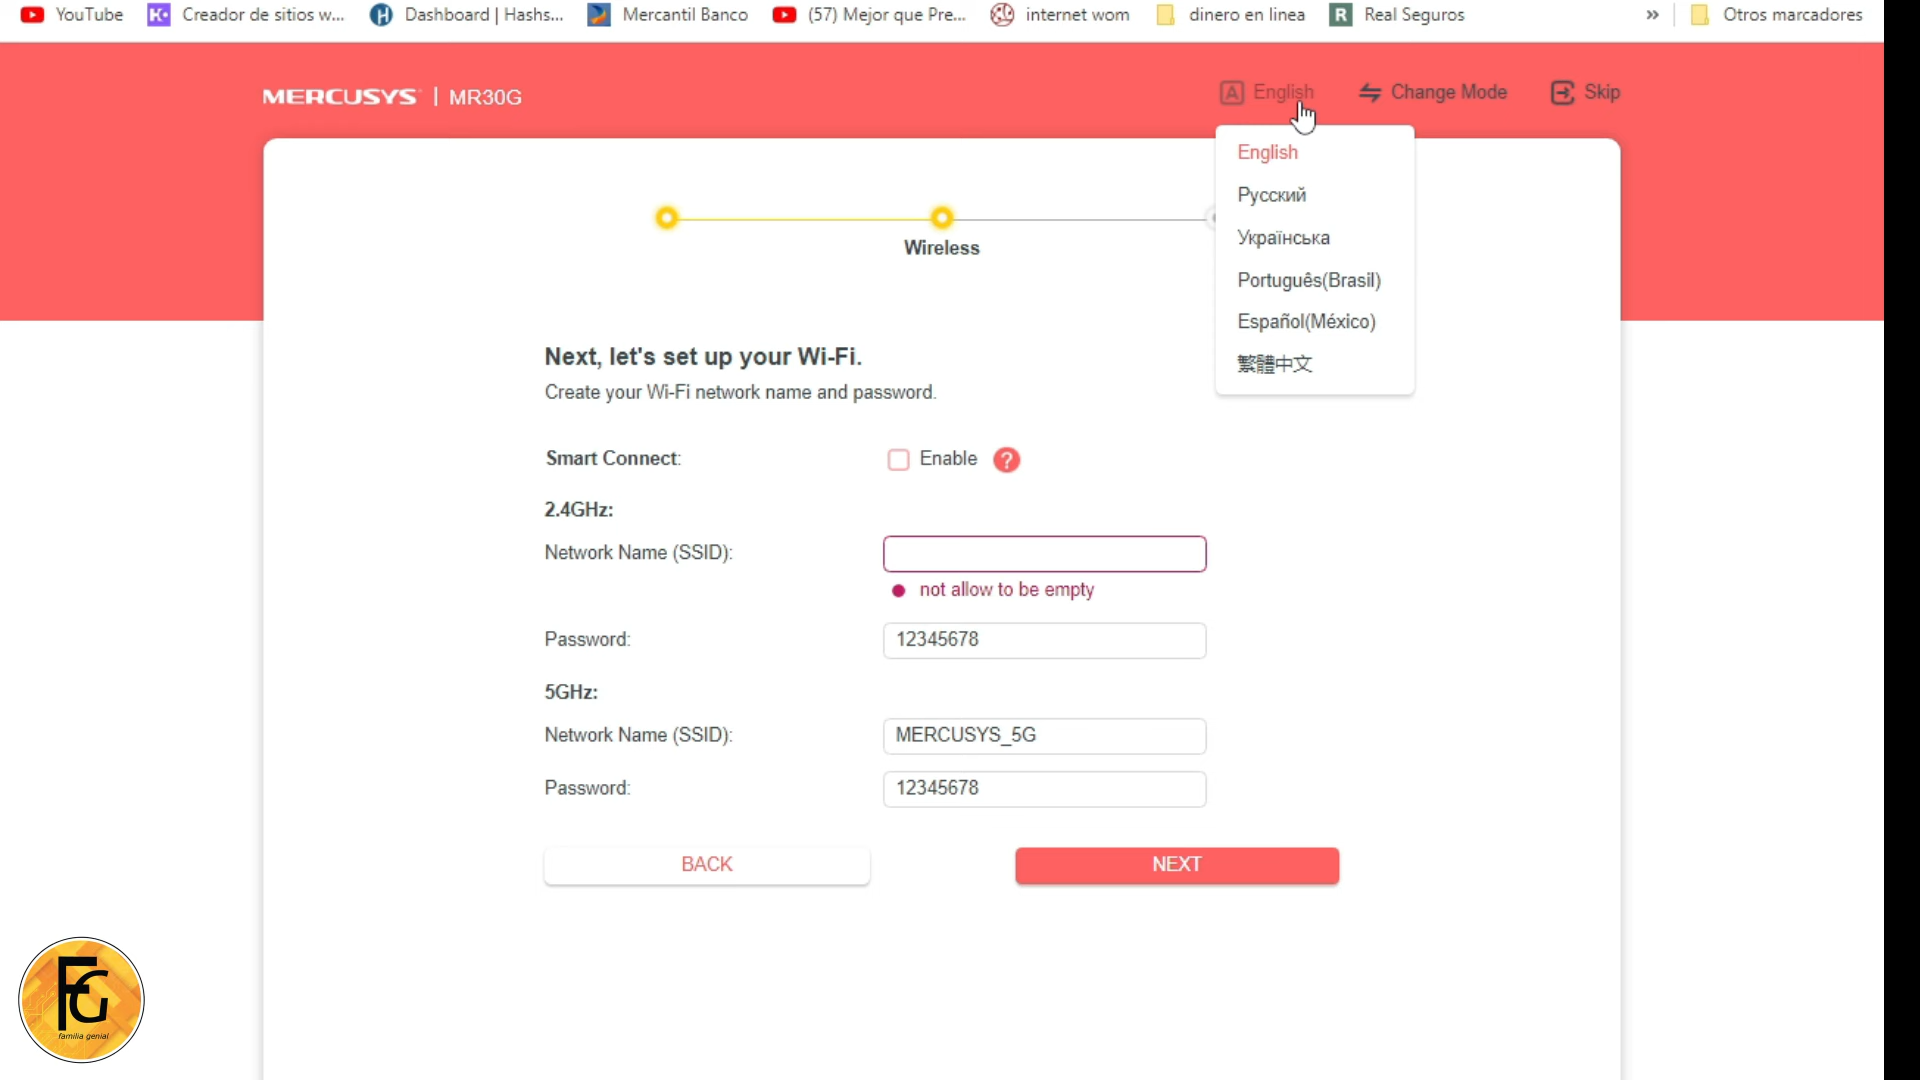 YouTube
Creador de sitios w...
Dashboard | Hashs...
Mercantil Banco
(57) Mejor que Pre...
internet wom
dinero en linea
R Real Seguros
»
Otros marcadores
MERCUSYS | MR30G
A English
Change Mode
Skip
English
Русский
Українська
Português(Brasil)
Español(México)
繁體中文
Wireless
Next, let's set up your Wi-Fi.
Create your Wi-Fi network name and password.
Smart Connect:
Enable ?
2.4GHz:
Network Name (SSID):
not allow to be empty
Password: 12345678
5GHz:
Network Name (SSID): MERCUSYS_5G
Password: 12345678
BACK
NEXT
FG
familia genial